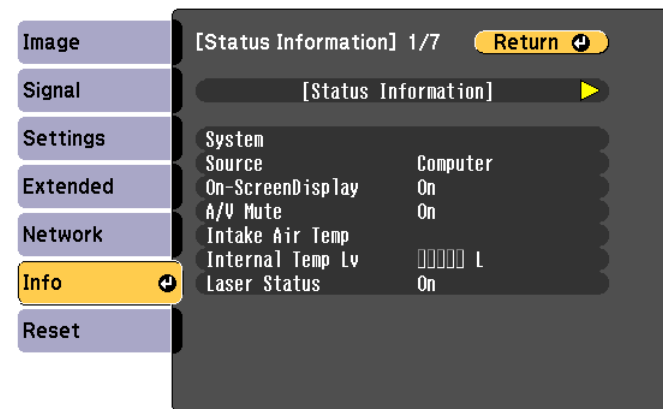 Image
Signal
Settings
Extended
Network
Info
Reset
[Status Information] 1/7 Return
[Status Information]
System
Source Computer
On-ScreenDisplay On
A/V Mute On
Intake Air Temp
Internal Temp Lv L
Laser Status On